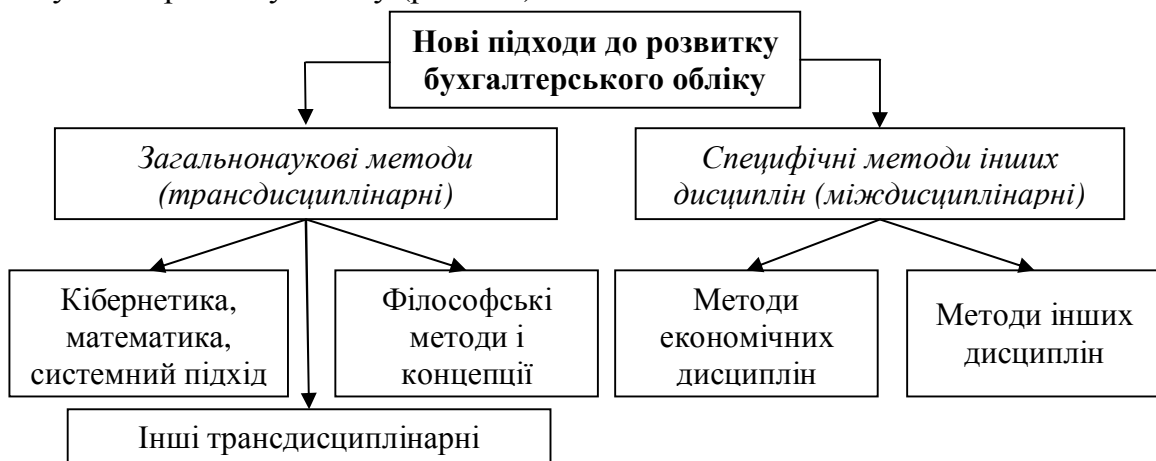 Нові підходи до розвитку
бухгалтерського обліку
Загальнонаукові методи
(трансдисциплінарні)
Специфічні методи інших
дисциплін (міждисциплінарні)
Кібернетика,
математика,
системний підхід
Філософські
методи і
концепції
Методи
економічних
дисциплін
Методи інших
дисциплін
Інші трансдисциплінарні